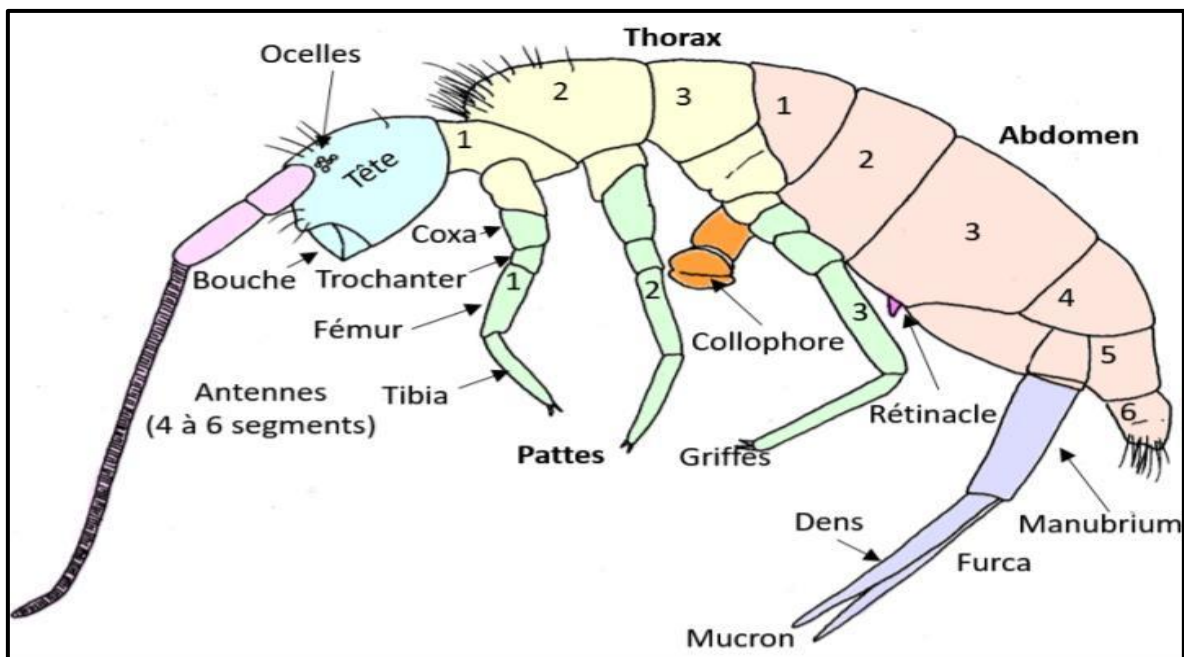 Thorax
Ocelles
2
3
1
Abdomen
1
2
Tête
3
Coxa
4
Bouche
Trochanter
1
2
3
5
Fémur
Collophore
Antennes
(4 à 6 segments)
Tibia
Rétinacle
6
Pattes
Griffes
Dens
Manubrium
Furca
Mucron